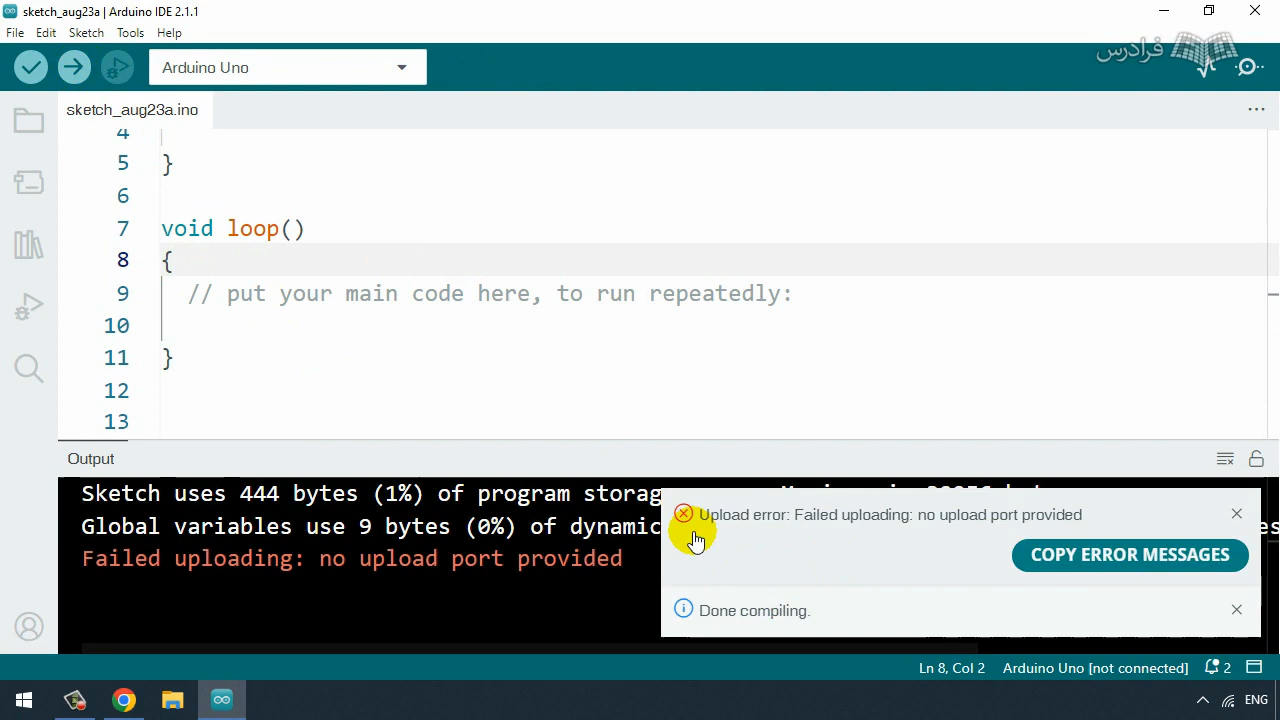 sketch_aug23a | Arduino IDE 2.1.1
File Edit Sketch Tools Help
Arduino Uno
فرادرس
sketch_aug23a.ino
4
5 }
6
7 void loop()
8 {
9 // put your main code here, to run repeatedly:
10
11 }
12
13
Output
Sketch uses 444 bytes (1%) of program storag
Global variables use 9 bytes (0%) of dynamic
Failed uploading: no upload port provided
Upload error: Failed uploading: no upload port provided
COPY ERROR MESSAGES
Done compiling.
Ln 8, Col 2 Arduino Uno [not connected] 2
ENG